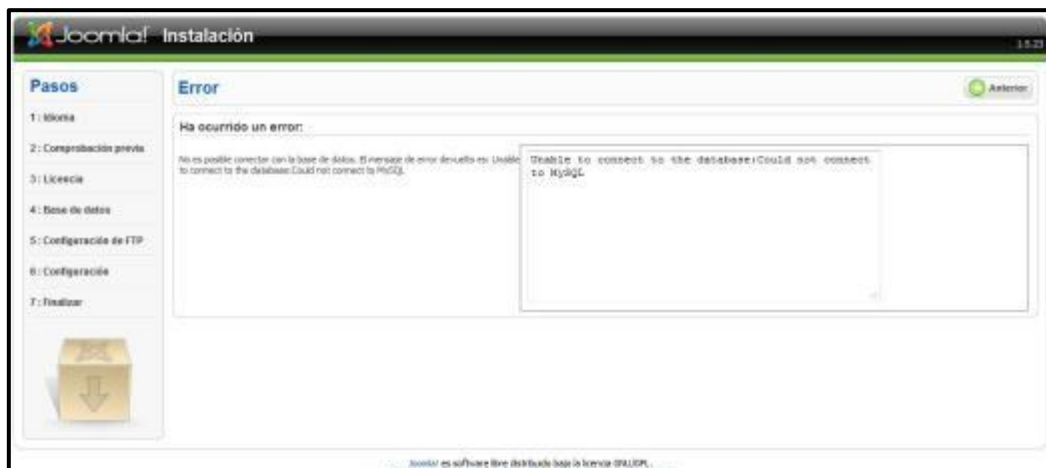 Joomla! Instalación
1.5.23
Pasos
1 : Idioma
2 : Comprobación previa
3 : Licencia
4 : Base de datos
5 : Configuración de FTP
6 : Configuración
7 : Finalizar
Error
Anterior
Ha ocurrido un error:
No es posible conectar con la base de datos. El mensaje de error devuelto es: Unable
to connect to the database:Could not connect to MySQL
Unable to connect to the database:Could not connect
to MySQL
Joomla! es software libre distribuido bajo la licencia GNU/GPL.